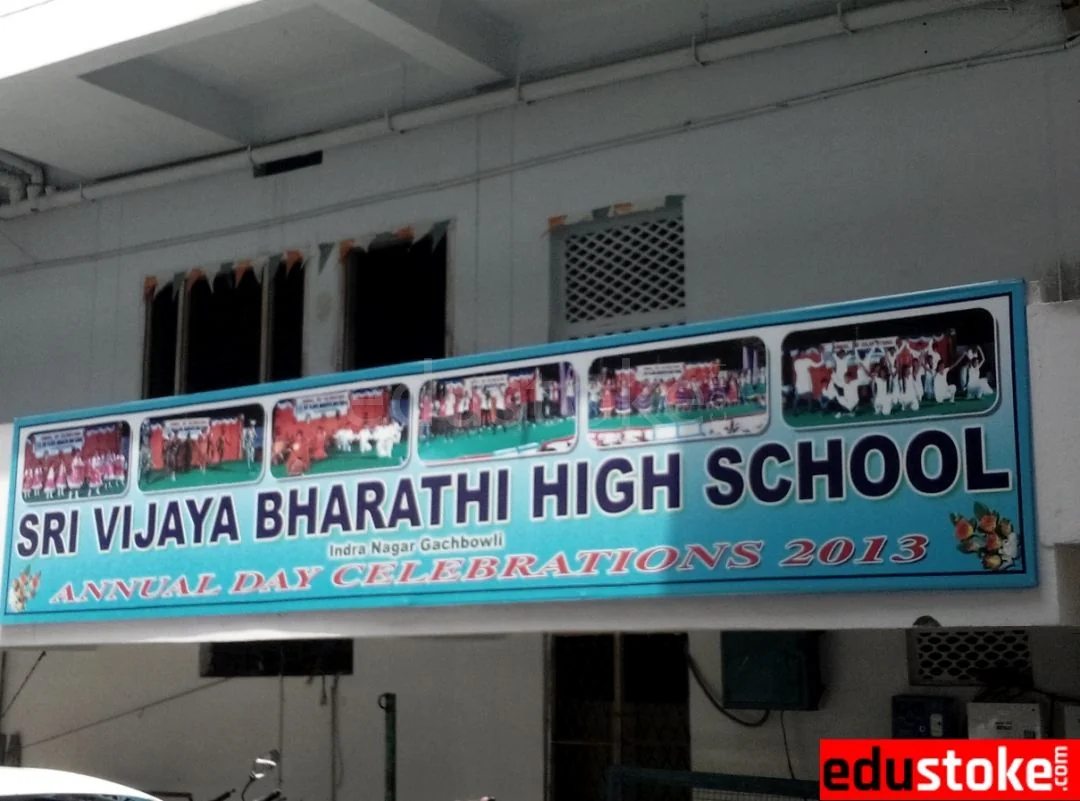 SRI VIJAYA BHARATHI HIGH SCHOOL
Indra Nagar Gachbowli
ANNUAL DAY CELEBRATIONS 2013
edustoke.com